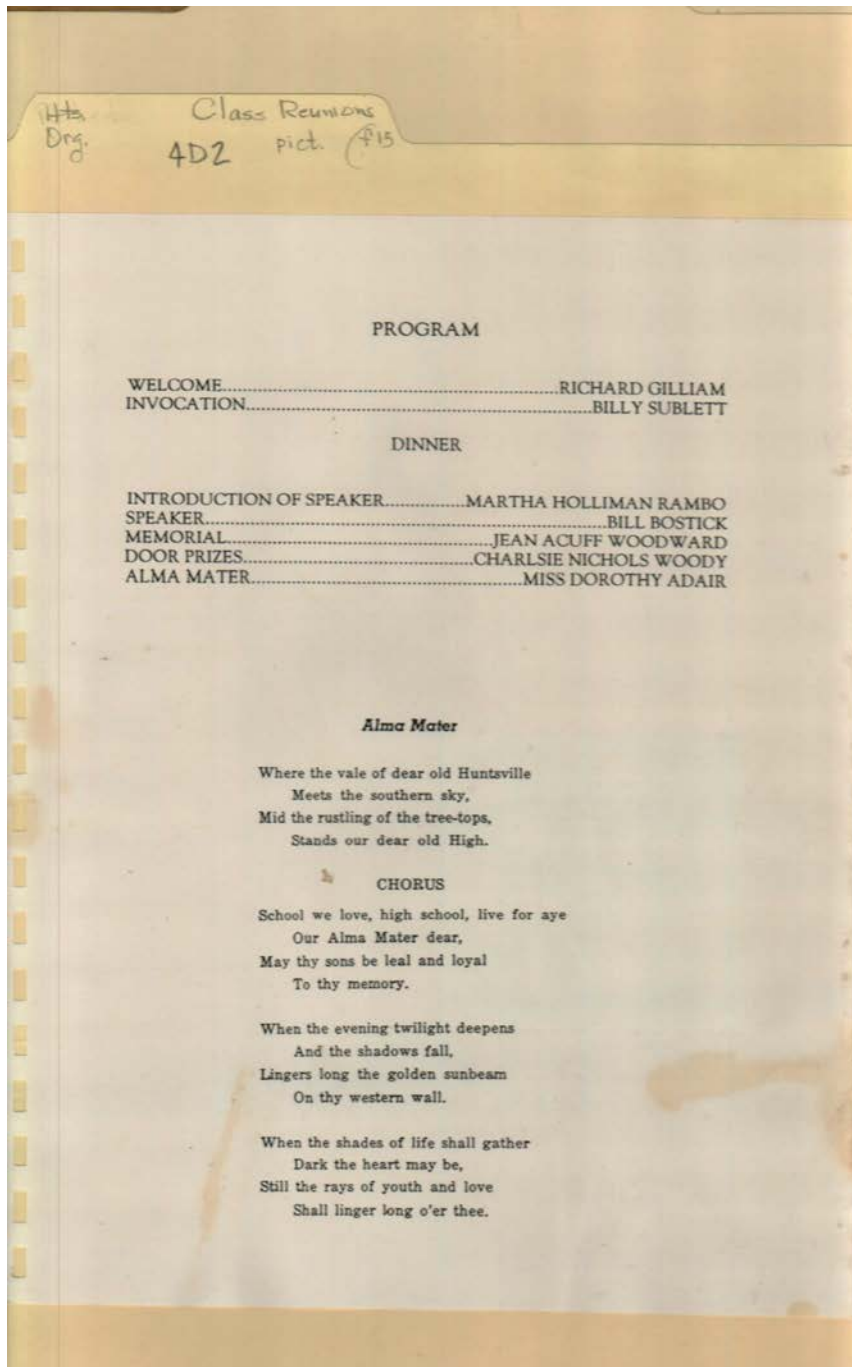 Hts. Class Reunions
Org. 4D2 pict. f15
PROGRAM
WELCOME..........................................................RICHARD GILLIAM
INVOCATION............................................................BILLY SUBLETT
DINNER
INTRODUCTION OF SPEAKER..............MARTHA HOLLIMAN RAMBO
SPEAKER......................................................................BILL BOSTICK
MEMORIAL..............................................JEAN ACUFF WOODWARD
DOOR PRIZES........................................CHARLSIE NICHOLS WOODY
ALMA MATER...............................................MISS DOROTHY ADAIR
Alma Mater
Where the vale of dear old Huntsville
Meets the southern sky,
Mid the rustling of the tree-tops,
Stands our dear old High.
CHORUS
School we love, high school, live for aye
Our Alma Mater dear,
May thy sons be leal and loyal
To thy memory.
When the evening twilight deepens
And the shadows fall,
Lingers long the golden sunbeam
On thy western wall.
When the shades of life shall gather
Dark the heart may be,
Still the rays of youth and love
Shall linger long o'er thee.